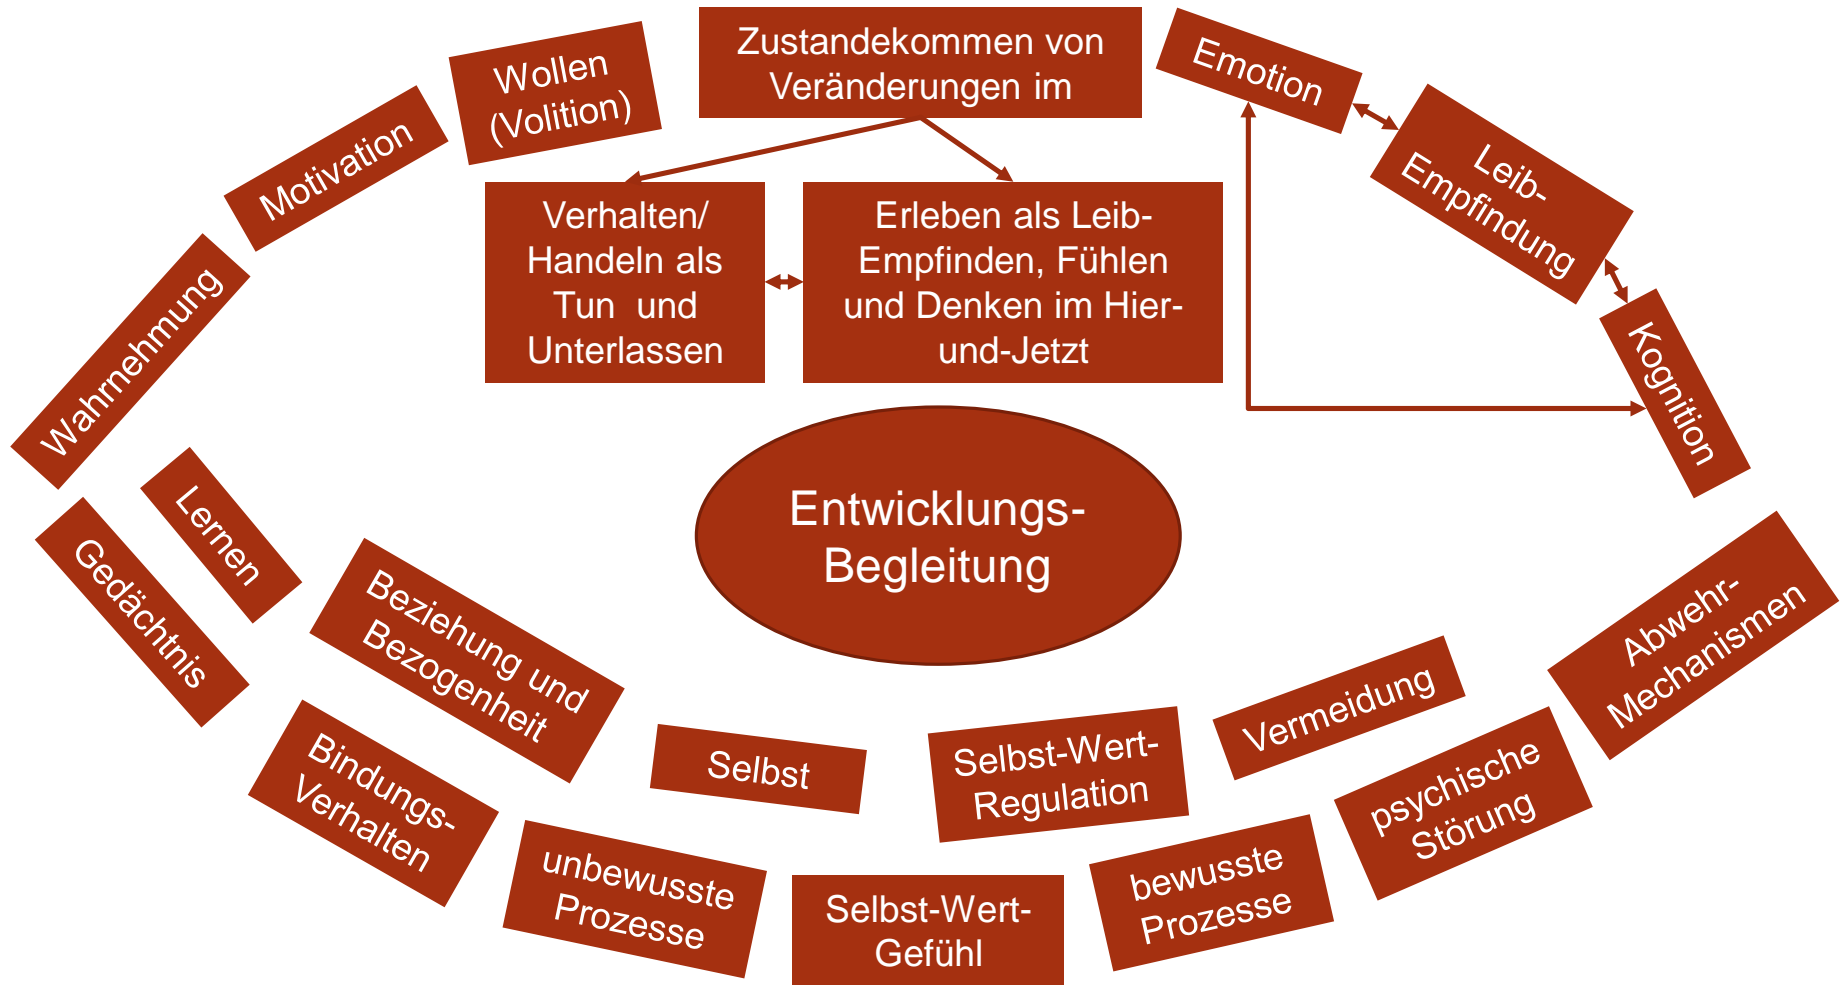 Zustandekommen von
Veränderungen im
Wollen
(Volition)
Motivation
Wahrnehmung
Emotion
Leib-
Empfindung
Kognition
Verhalten/
Handeln als
Tun und
Unterlassen
Erleben als Leib-
Empfinden, Fühlen
und Denken im Hier-
und-Jetzt
Entwicklungs-
Begleitung
Lernen
Gedächtnis
Beziehung und
Bezogenheit
Bindungs-
Verhalten
Selbst
unbewusste
Prozesse
Selbst-Wert-
Gefühl
Selbst-Wert-
Regulation
bewusste
Prozesse
Vermeidung
psychische
Störung
Abwehr-
Mechanismen